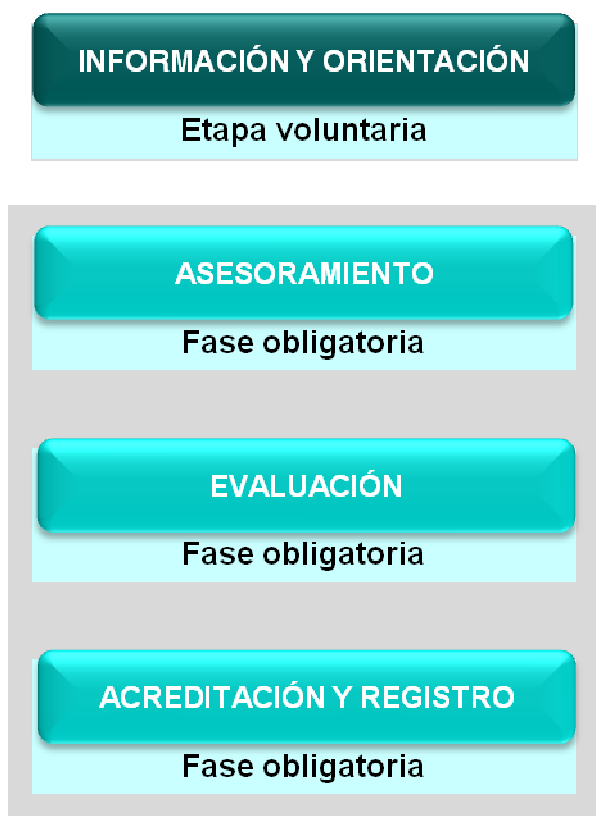 INFORMACIÓN Y ORIENTACIÓN
Etapa voluntaria
ASESORAMIENTO
Fase obligatoria
EVALUACIÓN
Fase obligatoria
ACREDITACIÓN Y REGISTRO
Fase obligatoria